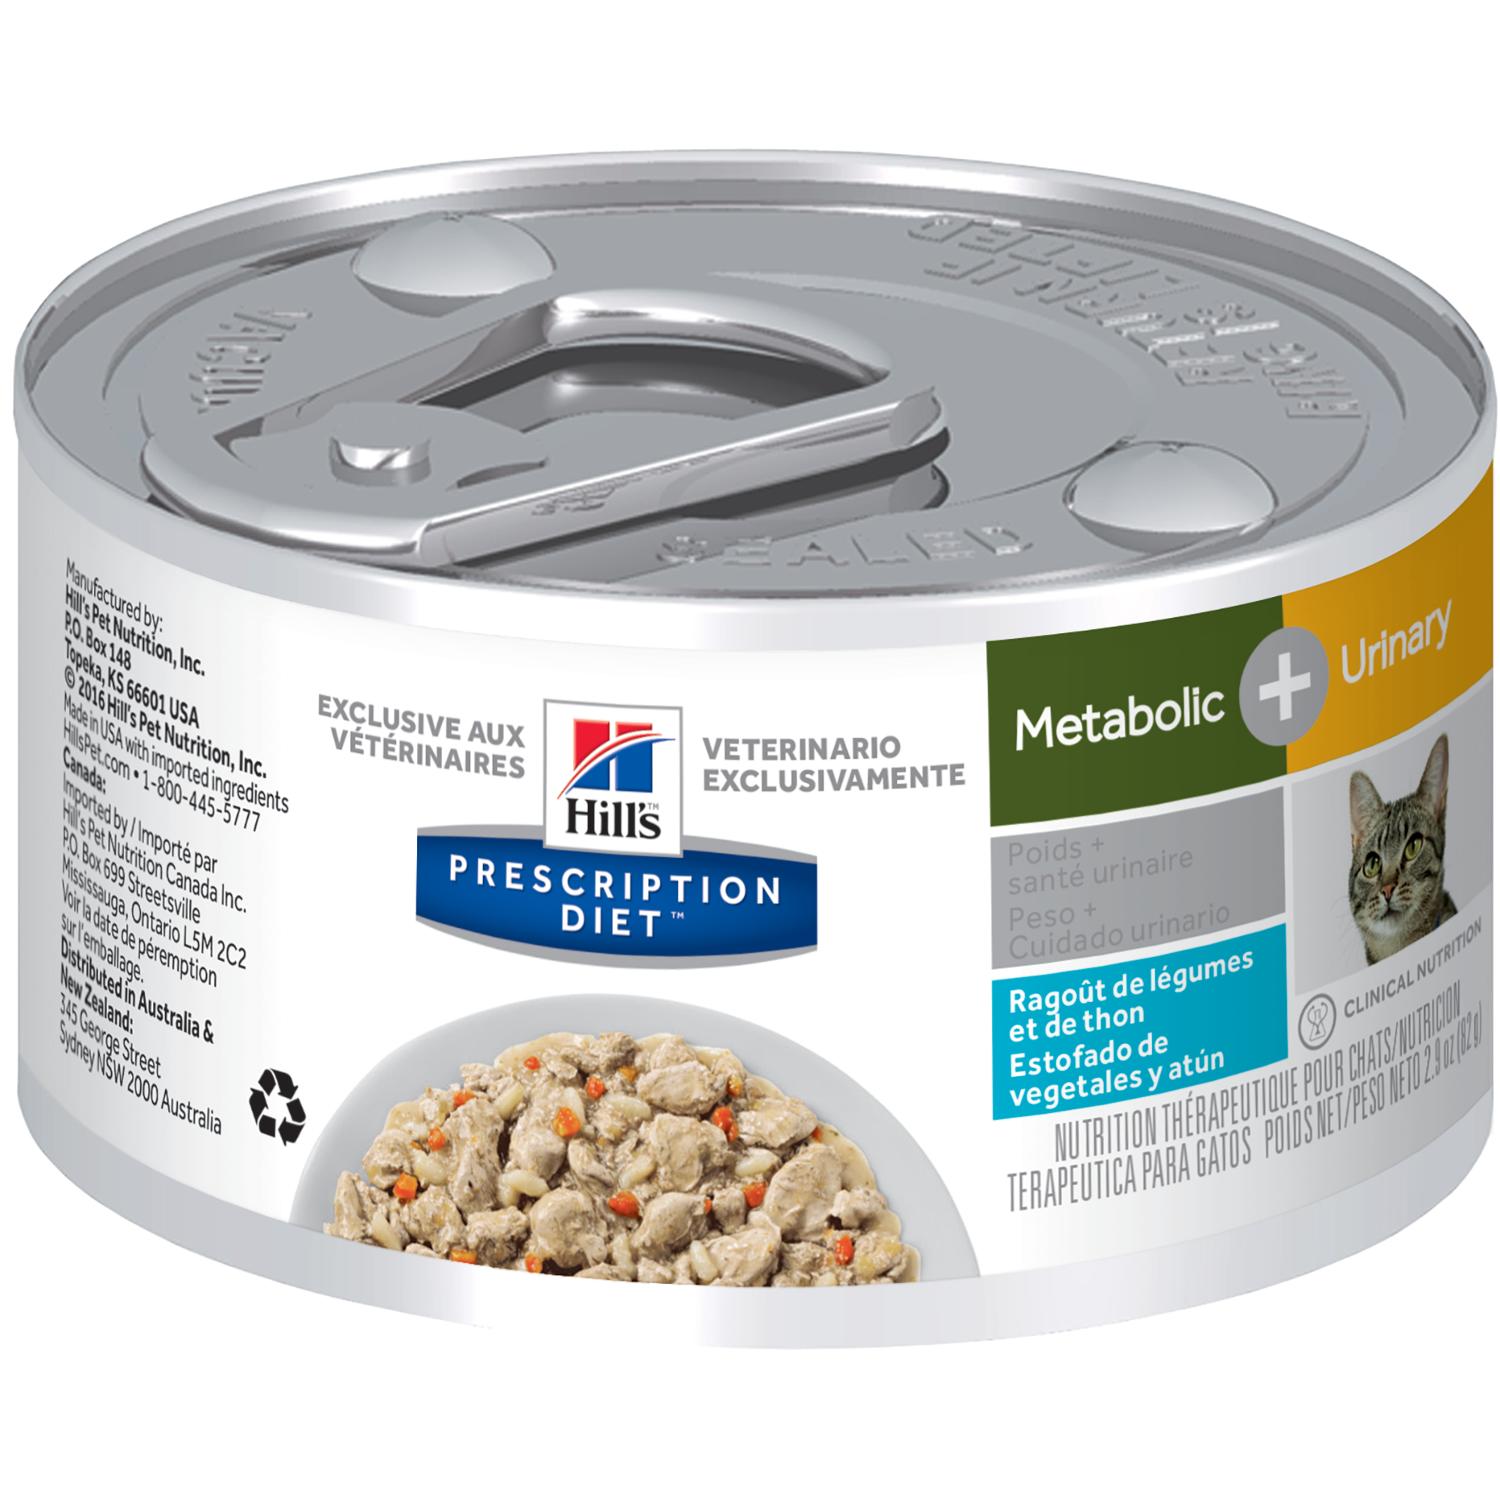 VACUUM
SEALED
Manufactured by:
Hill's Pet Nutrition, Inc.
P.O. Box 148
Topeka, KS 66601 USA
© 2016 Hill's Pet Nutrition, Inc.
Made in USA with imported ingredients
HillsPet.com • 1-800-445-5777
Canada:
Imported by / Importé par
Hill's Pet Nutrition Canada Inc.
P.O. Box 699 Streetsville
Mississauga, Ontario L5M 2C2
Voir la date de péremption
sur l'emballage.
Distributed in Australia &
New Zealand:
345 George Street
Sydney NSW 2000 Australia
EXCLUSIVE AUX
VÉTÉRINAIRES
Hill's™
VETERINARIO
EXCLUSIVAMENTE
PRESCRIPTION
DIET™
Metabolic + Urinary
Poids +
santé urinaire
Peso +
Cuidado urinario
Ragoût de légumes
et de thon
Estofado de
vegetales y atún
CLINICAL NUTRITION
NUTRITION THÉRAPEUTIQUE POUR CHATS/NUTRICION
TERAPEUTICA PARA GATOS POIDS NET/PESO NETO 2.9 oz (82 g)